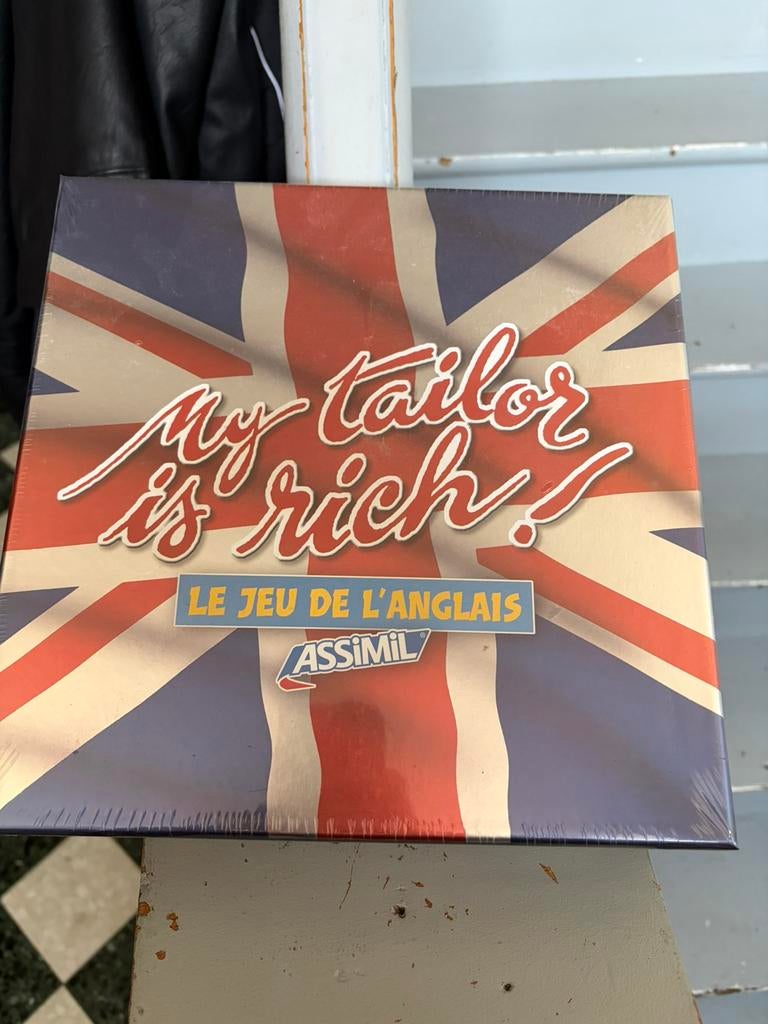 My tailor
is rich!
LE JEU DE L'ANGLAIS
ASSiMiL®